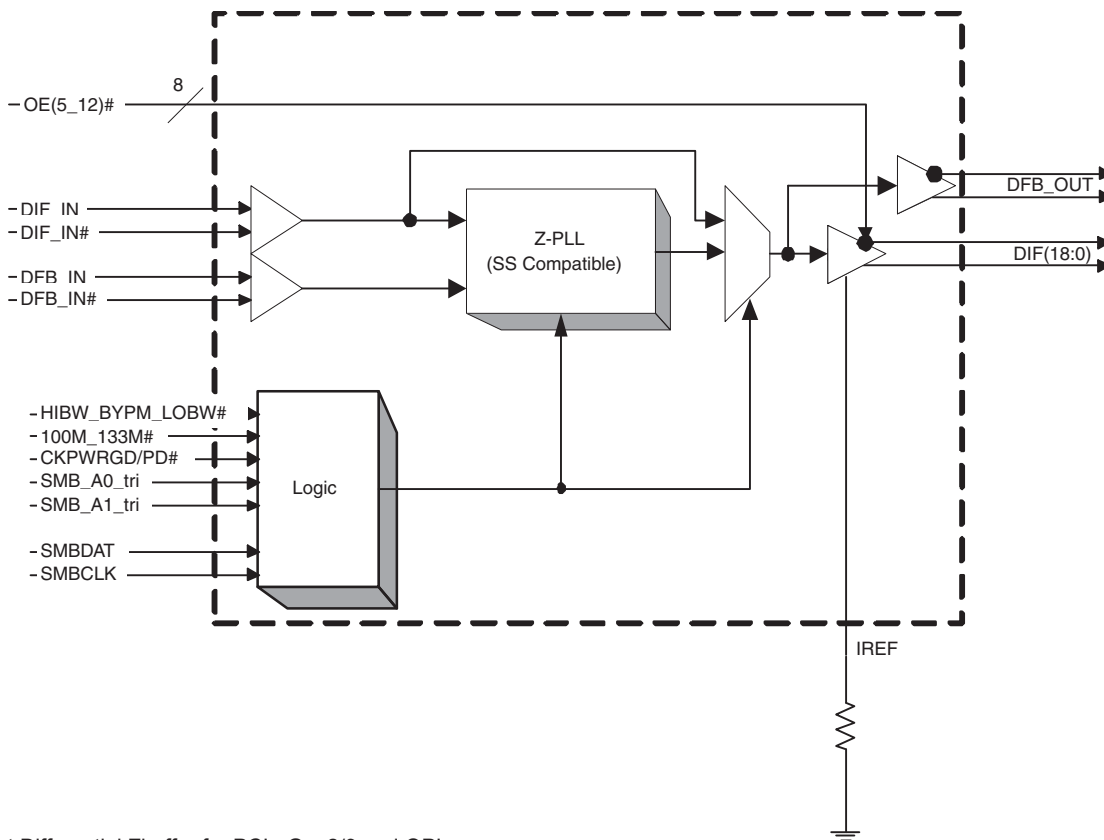 8
OE(5_12)#
DIF_IN
DIF_IN#
DFB_IN
DFB_IN#
Z-PLL
(SS Compatible)
DFB_OUT
DIF(18:0)
HIBW_BYPM_LOBW#
100M_133M#
CKPWRGD/PD#
SMB_A0_tri
SMB_A1_tri
SMBDAT
SMBCLK
Logic
IREF